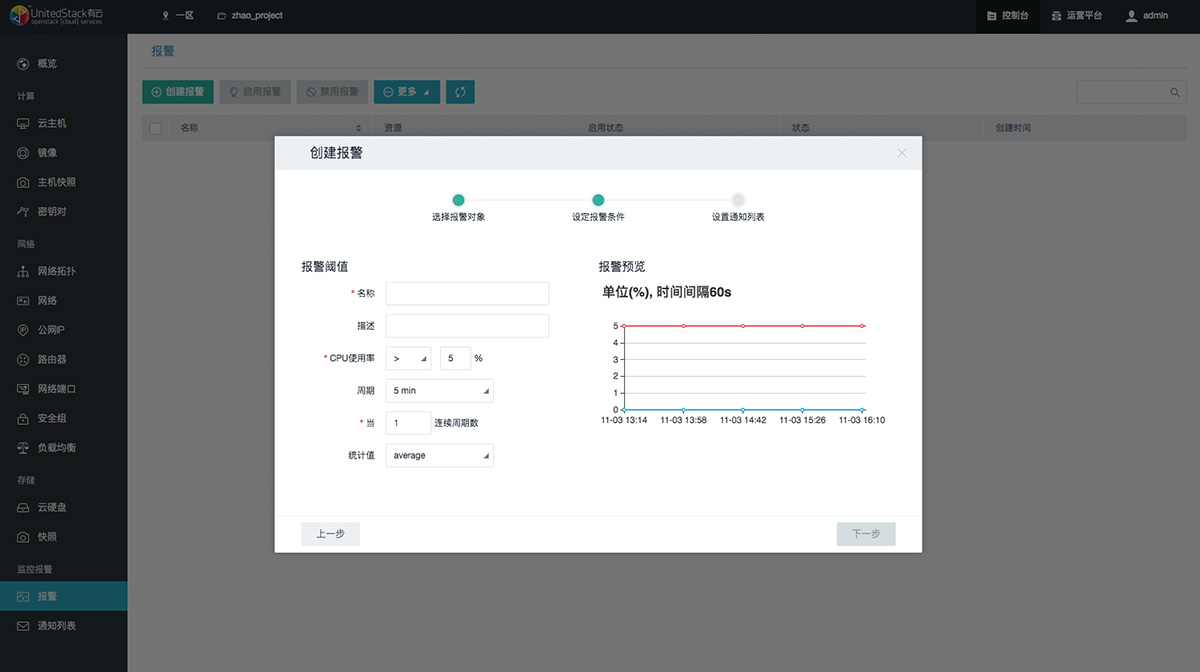 UnitedStack有云
openstack [cloud] services
一区
zhao_project
控制台
运营平台
admin
概览
计算
云主机
镜像
主机快照
密钥对
网络
网络拓扑
网络
公网IP
路由器
网络端口
安全组
负载均衡
存储
云硬盘
快照
监控报警
报警
通知列表
报警
创建报警
启用报警
禁用报警
更多
名称
资源
启用状态
状态
创建时间
创建报警
选择报警对象
设定报警条件
设置通知列表
报警阈值
* 名称
描述
* CPU使用率 > 5 %
周期 5 min
* 当 1 连续周期数
统计值 average
报警预览
单位(%), 时间间隔60s
5
4
3
2
1
0
11-03 13:14 11-03 13:58 11-03 14:42 11-03 15:26 11-03 16:10
上一步
下一步